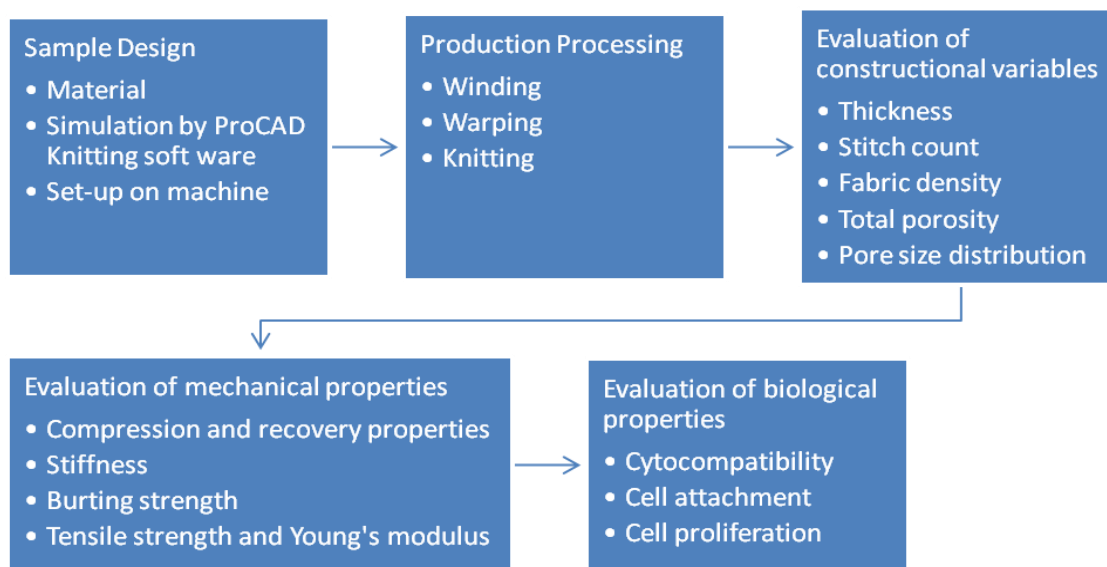 Sample Design
• Material
• Simulation by ProCAD
Knitting soft ware
• Set-up on machine
Production Processing
• Winding
• Warping
• Knitting
Evaluation of
constructional variables
• Thickness
• Stitch count
• Fabric density
• Total porosity
• Pore size distribution
Evaluation of mechanical properties
• Compression and recovery properties
• Stiffness
• Burting strength
• Tensile strength and Young's modulus
Evaluation of biological
properties
• Cytocompatibility
• Cell attachment
• Cell proliferation